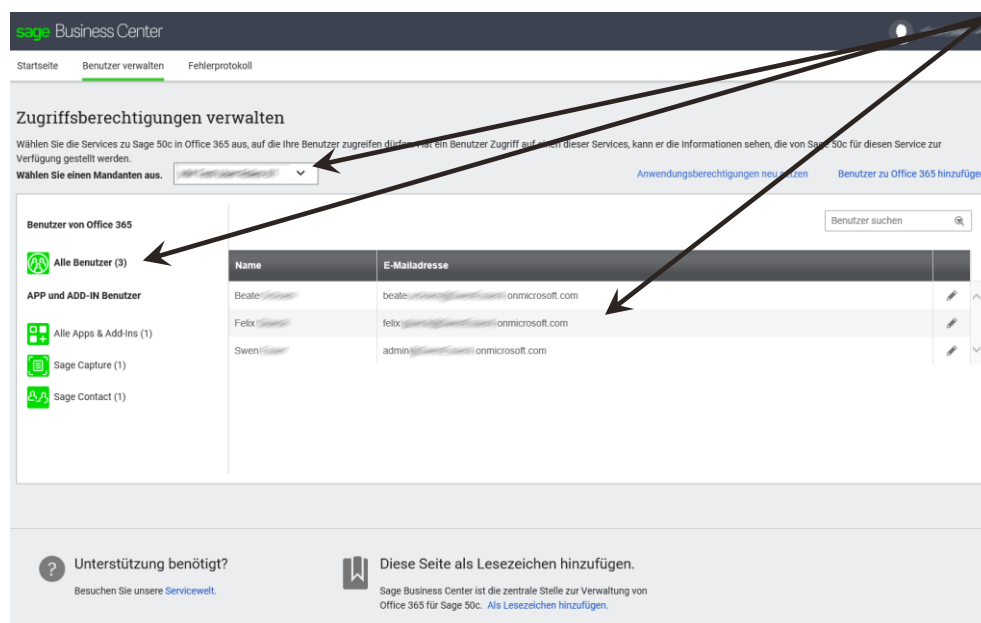 sage Business Center
Startseite Benutzer verwalten Fehlerprotokoll
Zugriffsberechtigungen verwalten
Wählen Sie die Services zu Sage 50c in Office 365 aus, auf die Ihre Benutzer zugreifen dürfen. Hat ein Benutzer Zugriff auf einen dieser Services, kann er die Informationen sehen, die von Sage 50c für diesen Service zur
Verfügung gestellt werden.
Wählen Sie einen Mandanten aus.
Anwendungsberechtigungen neu setzen Benutzer zu Office 365 hinzufüge
Benutzer von Office 365
Benutzer suchen
Alle Benutzer (3)
Name E-Mailadresse
APP und ADD-IN Benutzer
Beate beate onmicrosoft.com
Felix felix onmicrosoft.com
Alle Apps & Add-Ins (1)
Swen admin onmicrosoft.com
Sage Capture (1)
Sage Contact (1)
Unterstützung benötigt?
Besuchen Sie unsere Servicewelt.
Diese Seite als Lesezeichen hinzufügen.
Sage Business Center ist die zentrale Stelle zur Verwaltung von
Office 365 für Sage 50c. Als Lesezeichen hinzufügen.